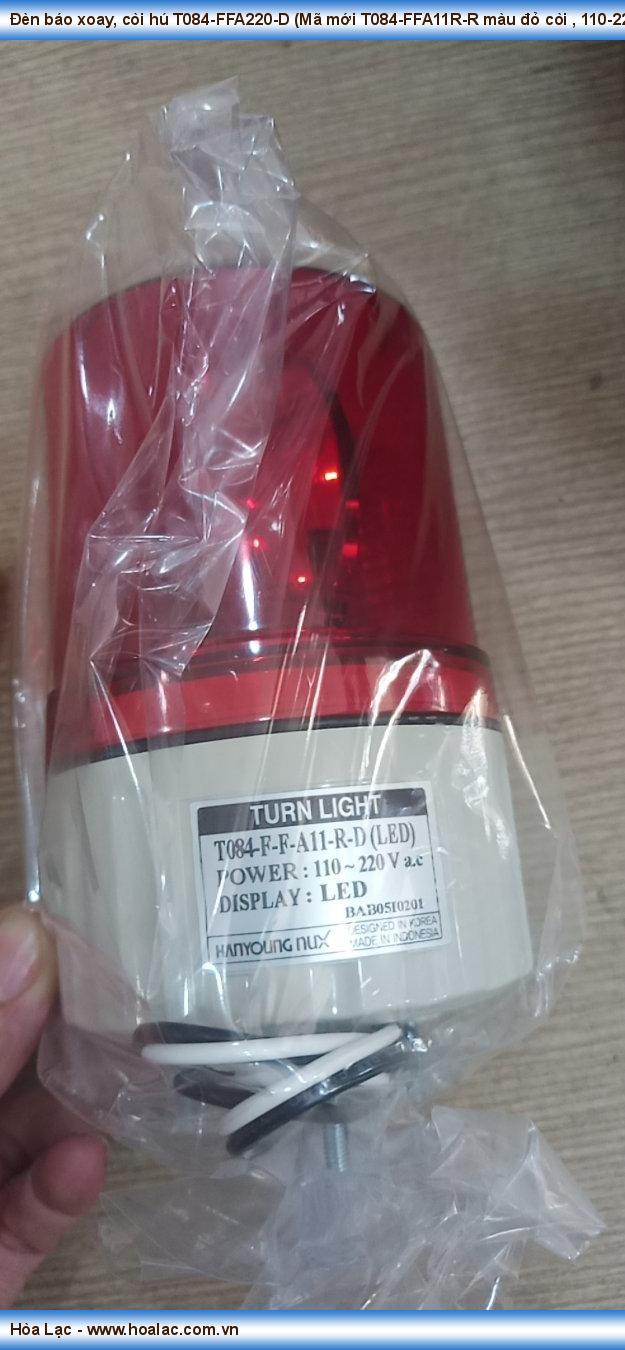 Đèn báo xoay, còi hú T084-FFA220-D (Mã mới T084-FFA11R-R màu đỏ còi , 110-22
TURN LIGHT
T084-F-F-A11-R-D (LED)
POWER : 110 ~ 220 V a.c
DISPLAY : LED
BAB05I0201
HANYOUNG NUX
DESIGNED IN KOREA
MADE IN INDONESIA
Hòa Lạc - www.hoalac.com.vn